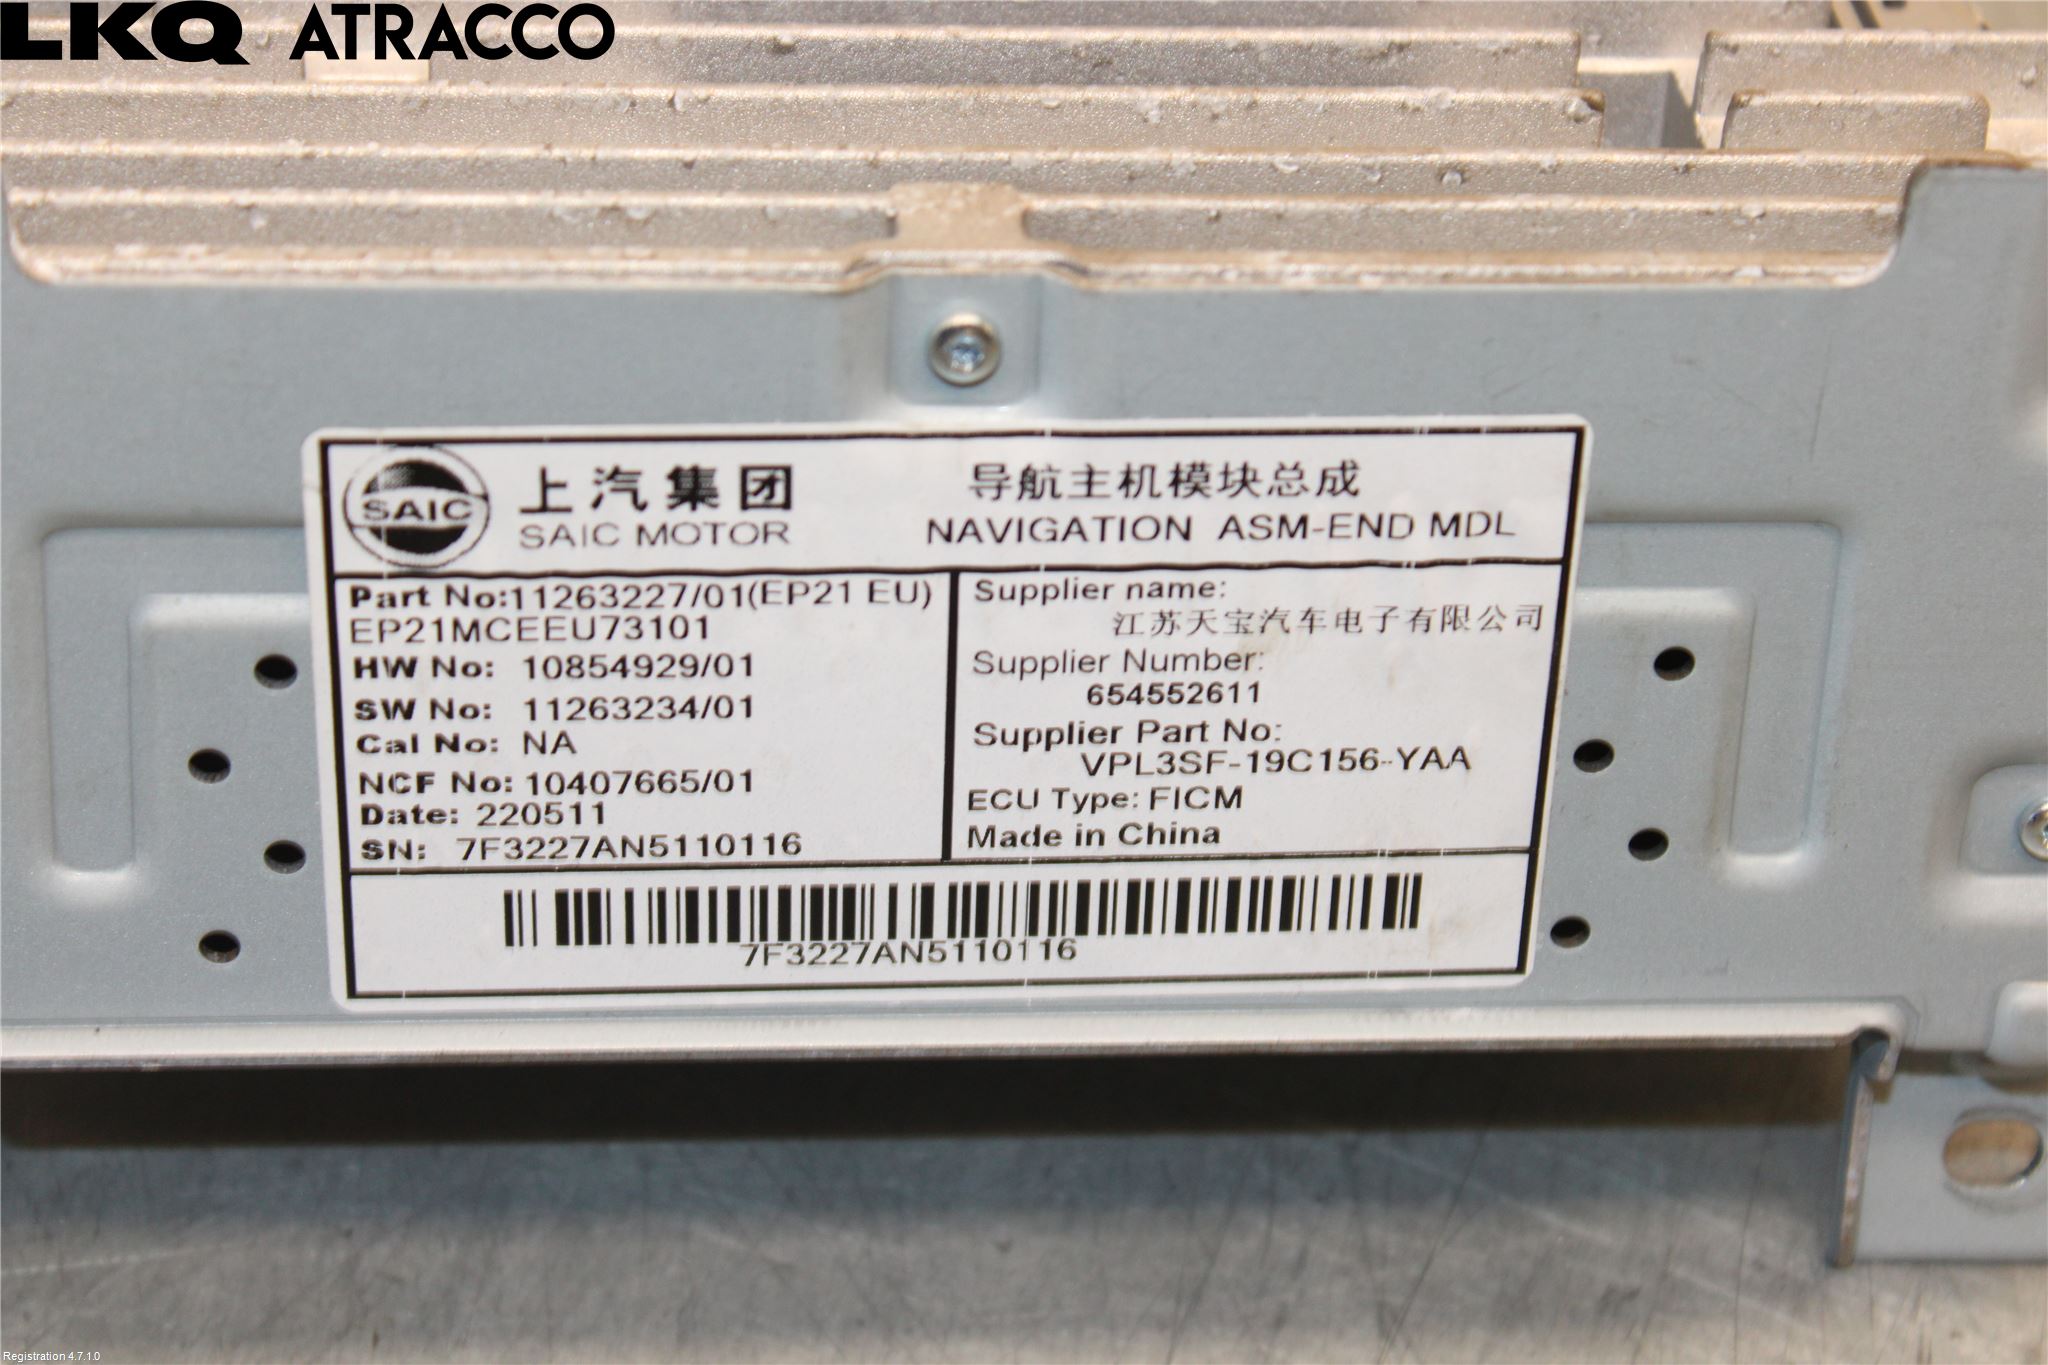 LKQ ATRACCO
SAIC
上汽集团
SAIC MOTOR
导航主机模块总成
NAVIGATION ASM-END MDL
Part No:11263227/01(EP21 EU)
EP21MCEEU73101
HW No: 10854929/01
SW No: 11263234/01
Cal No: NA
NCF No: 10407665/01
Date: 220511
SN: 7F3227AN5110116
Supplier name:
江苏天宝汽车电子有限公司
Supplier Number:
654552611
Supplier Part No:
VPL3SF-19C156-YAA
ECU Type: FICM
Made in China
7F3227AN5110116
Registration 4.7.1.0